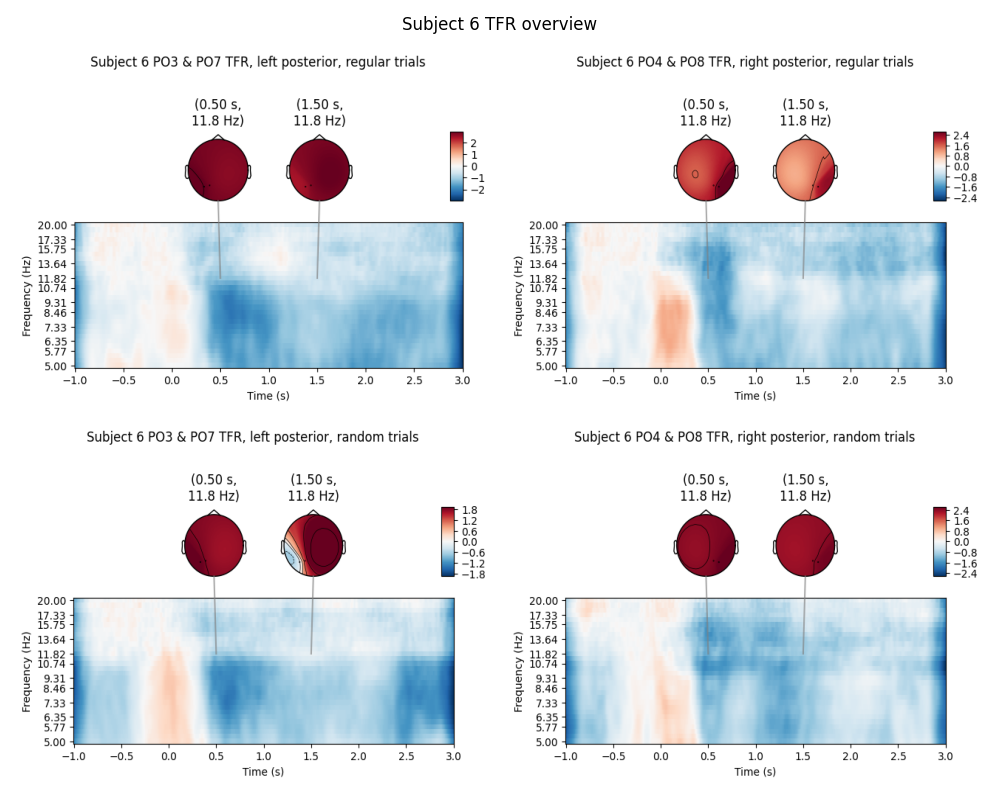 Subject 6 TFR overview
Subject 6 PO3 & PO7 TFR, left posterior, regular trials
(0.50 s,
11.8 Hz)
(1.50 s,
11.8 Hz)
2
1
0
−1
−2
20.00
17.33
15.75
13.64
11.82
10.74
9.31
8.46
7.33
6.35
5.77
5.00
Frequency (Hz)
−1.0 −0.5 0.0 0.5 1.0 1.5 2.0 2.5 3.0
Time (s)
Subject 6 PO4 & PO8 TFR, right posterior, regular trials
(0.50 s,
11.8 Hz)
(1.50 s,
11.8 Hz)
2.4
1.6
0.8
0.0
−0.8
−1.6
−2.4
20.00
17.33
15.75
13.64
11.82
10.74
9.31
8.46
7.33
6.35
5.77
5.00
Frequency (Hz)
−1.0 −0.5 0.0 0.5 1.0 1.5 2.0 2.5 3.0
Time (s)
Subject 6 PO3 & PO7 TFR, left posterior, random trials
(0.50 s,
11.8 Hz)
(1.50 s,
11.8 Hz)
1.8
1.2
0.6
0.0
−0.6
−1.2
−1.8
20.00
17.33
15.75
13.64
11.82
10.74
9.31
8.46
7.33
6.35
5.77
5.00
Frequency (Hz)
−1.0 −0.5 0.0 0.5 1.0 1.5 2.0 2.5 3.0
Time (s)
Subject 6 PO4 & PO8 TFR, right posterior, random trials
(0.50 s,
11.8 Hz)
(1.50 s,
11.8 Hz)
2.4
1.6
0.8
0.0
−0.8
−1.6
−2.4
20.00
17.33
15.75
13.64
11.82
10.74
9.31
8.46
7.33
6.35
5.77
5.00
Frequency (Hz)
−1.0 −0.5 0.0 0.5 1.0 1.5 2.0 2.5 3.0
Time (s)